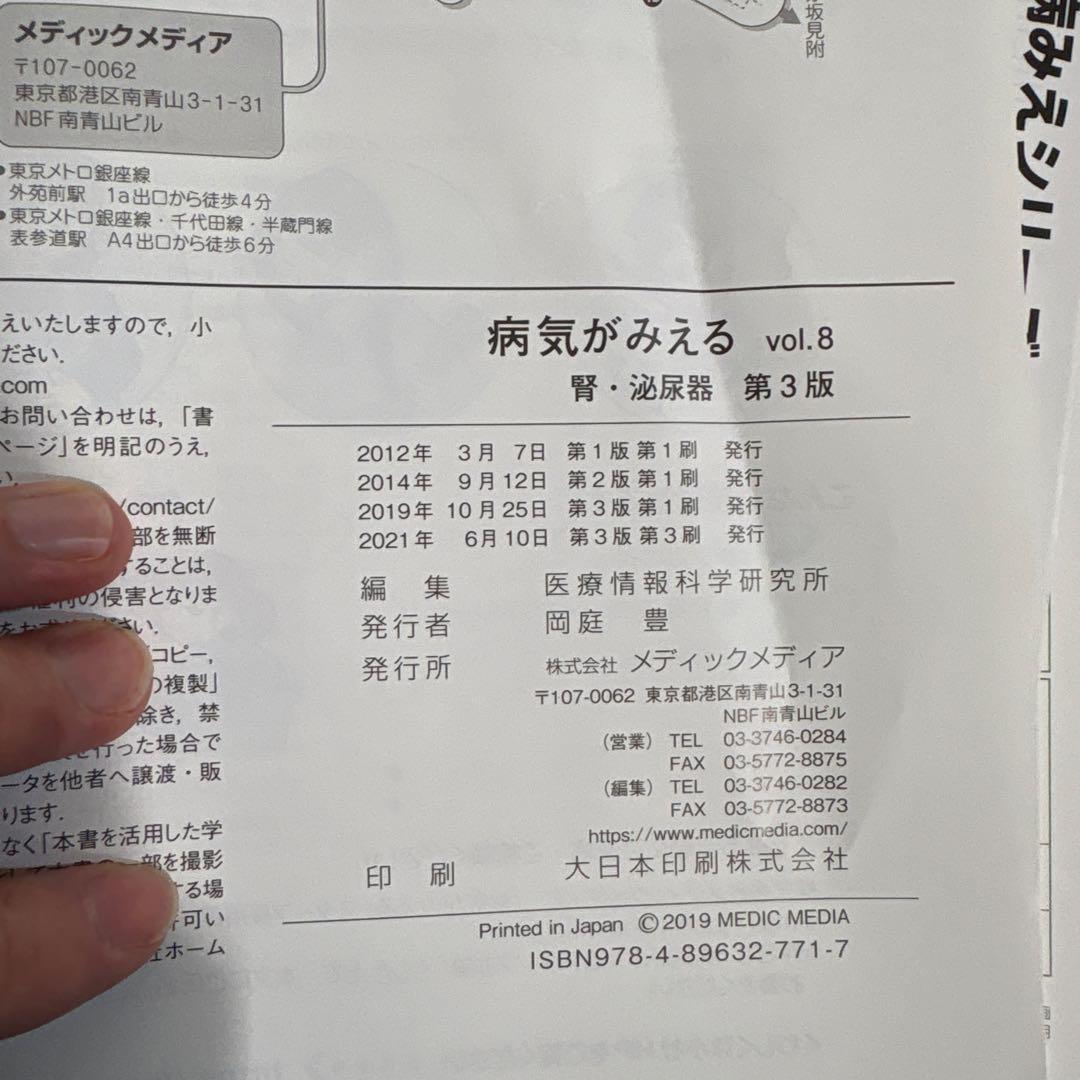 メディックメディア
〒107-0062
東京都港区南青山3-1-31
NBF南青山ビル
坂見附
●東京メトロ銀座線
外苑前駅 1a出口から徒歩4分
●東京メトロ銀座線・千代田線・半蔵門線
表参道駅 A4出口から徒歩6分
病みえシリーズ
えいたしますので，小
ださい．
.com
お問い合わせは，「書
ページ」を明記のうえ，
い．
/contact/
部を無断
することは，
の侵害となりま
コピー，
の複製」
除き，禁
を行った場合で
ータを他者へ譲渡・販
ります．
なく「本書を活用した学
部を撮影
する場
許可い
ホーム
病気がみえる vol.8
腎・泌尿器 第3版
2012年 3月 7日 第1版 第1刷 発行
2014年 9月12日 第2版 第1刷 発行
2019年 10月25日 第3版 第1刷 発行
2021年 6月10日 第3版 第3刷 発行
編 集 医療情報科学研究所
発行者 岡庭 豊
発行所 株式会社 メディックメディア
〒107-0062 東京都港区南青山3-1-31
NBF南青山ビル
（営業） TEL 03-3746-0284
FAX 03-5772-8875
（編集） TEL 03-3746-0282
FAX 03-5772-8873
https://www.medicmedia.com/
印 刷 大日本印刷株式会社
Printed in Japan ©2019 MEDIC MEDIA
ISBN978-4-89632-771-7